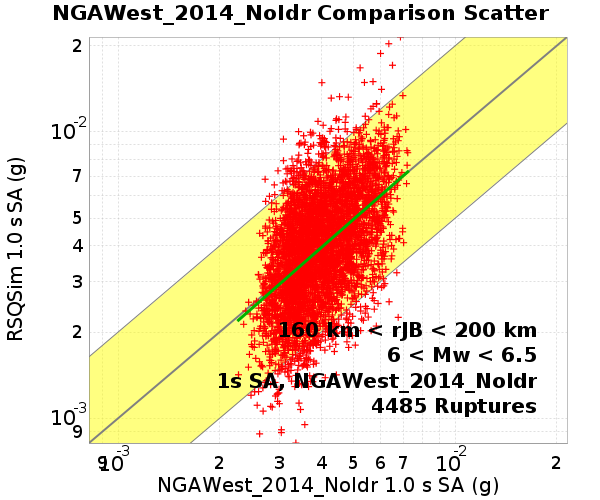 NGAWest_2014_NoIdr Comparison Scatter
RSQSim 1.0 s SA (g)
2
10-2
7
5
4
3
2
10-3
9
160 km < rJB < 200 km
6 < Mw < 6.5
1s SA, NGAWest_2014_NoIdr
4485 Ruptures
9 10-3 2 3 4 5 6 7 10-2 2
NGAWest_2014_NoIdr 1.0 s SA (g)